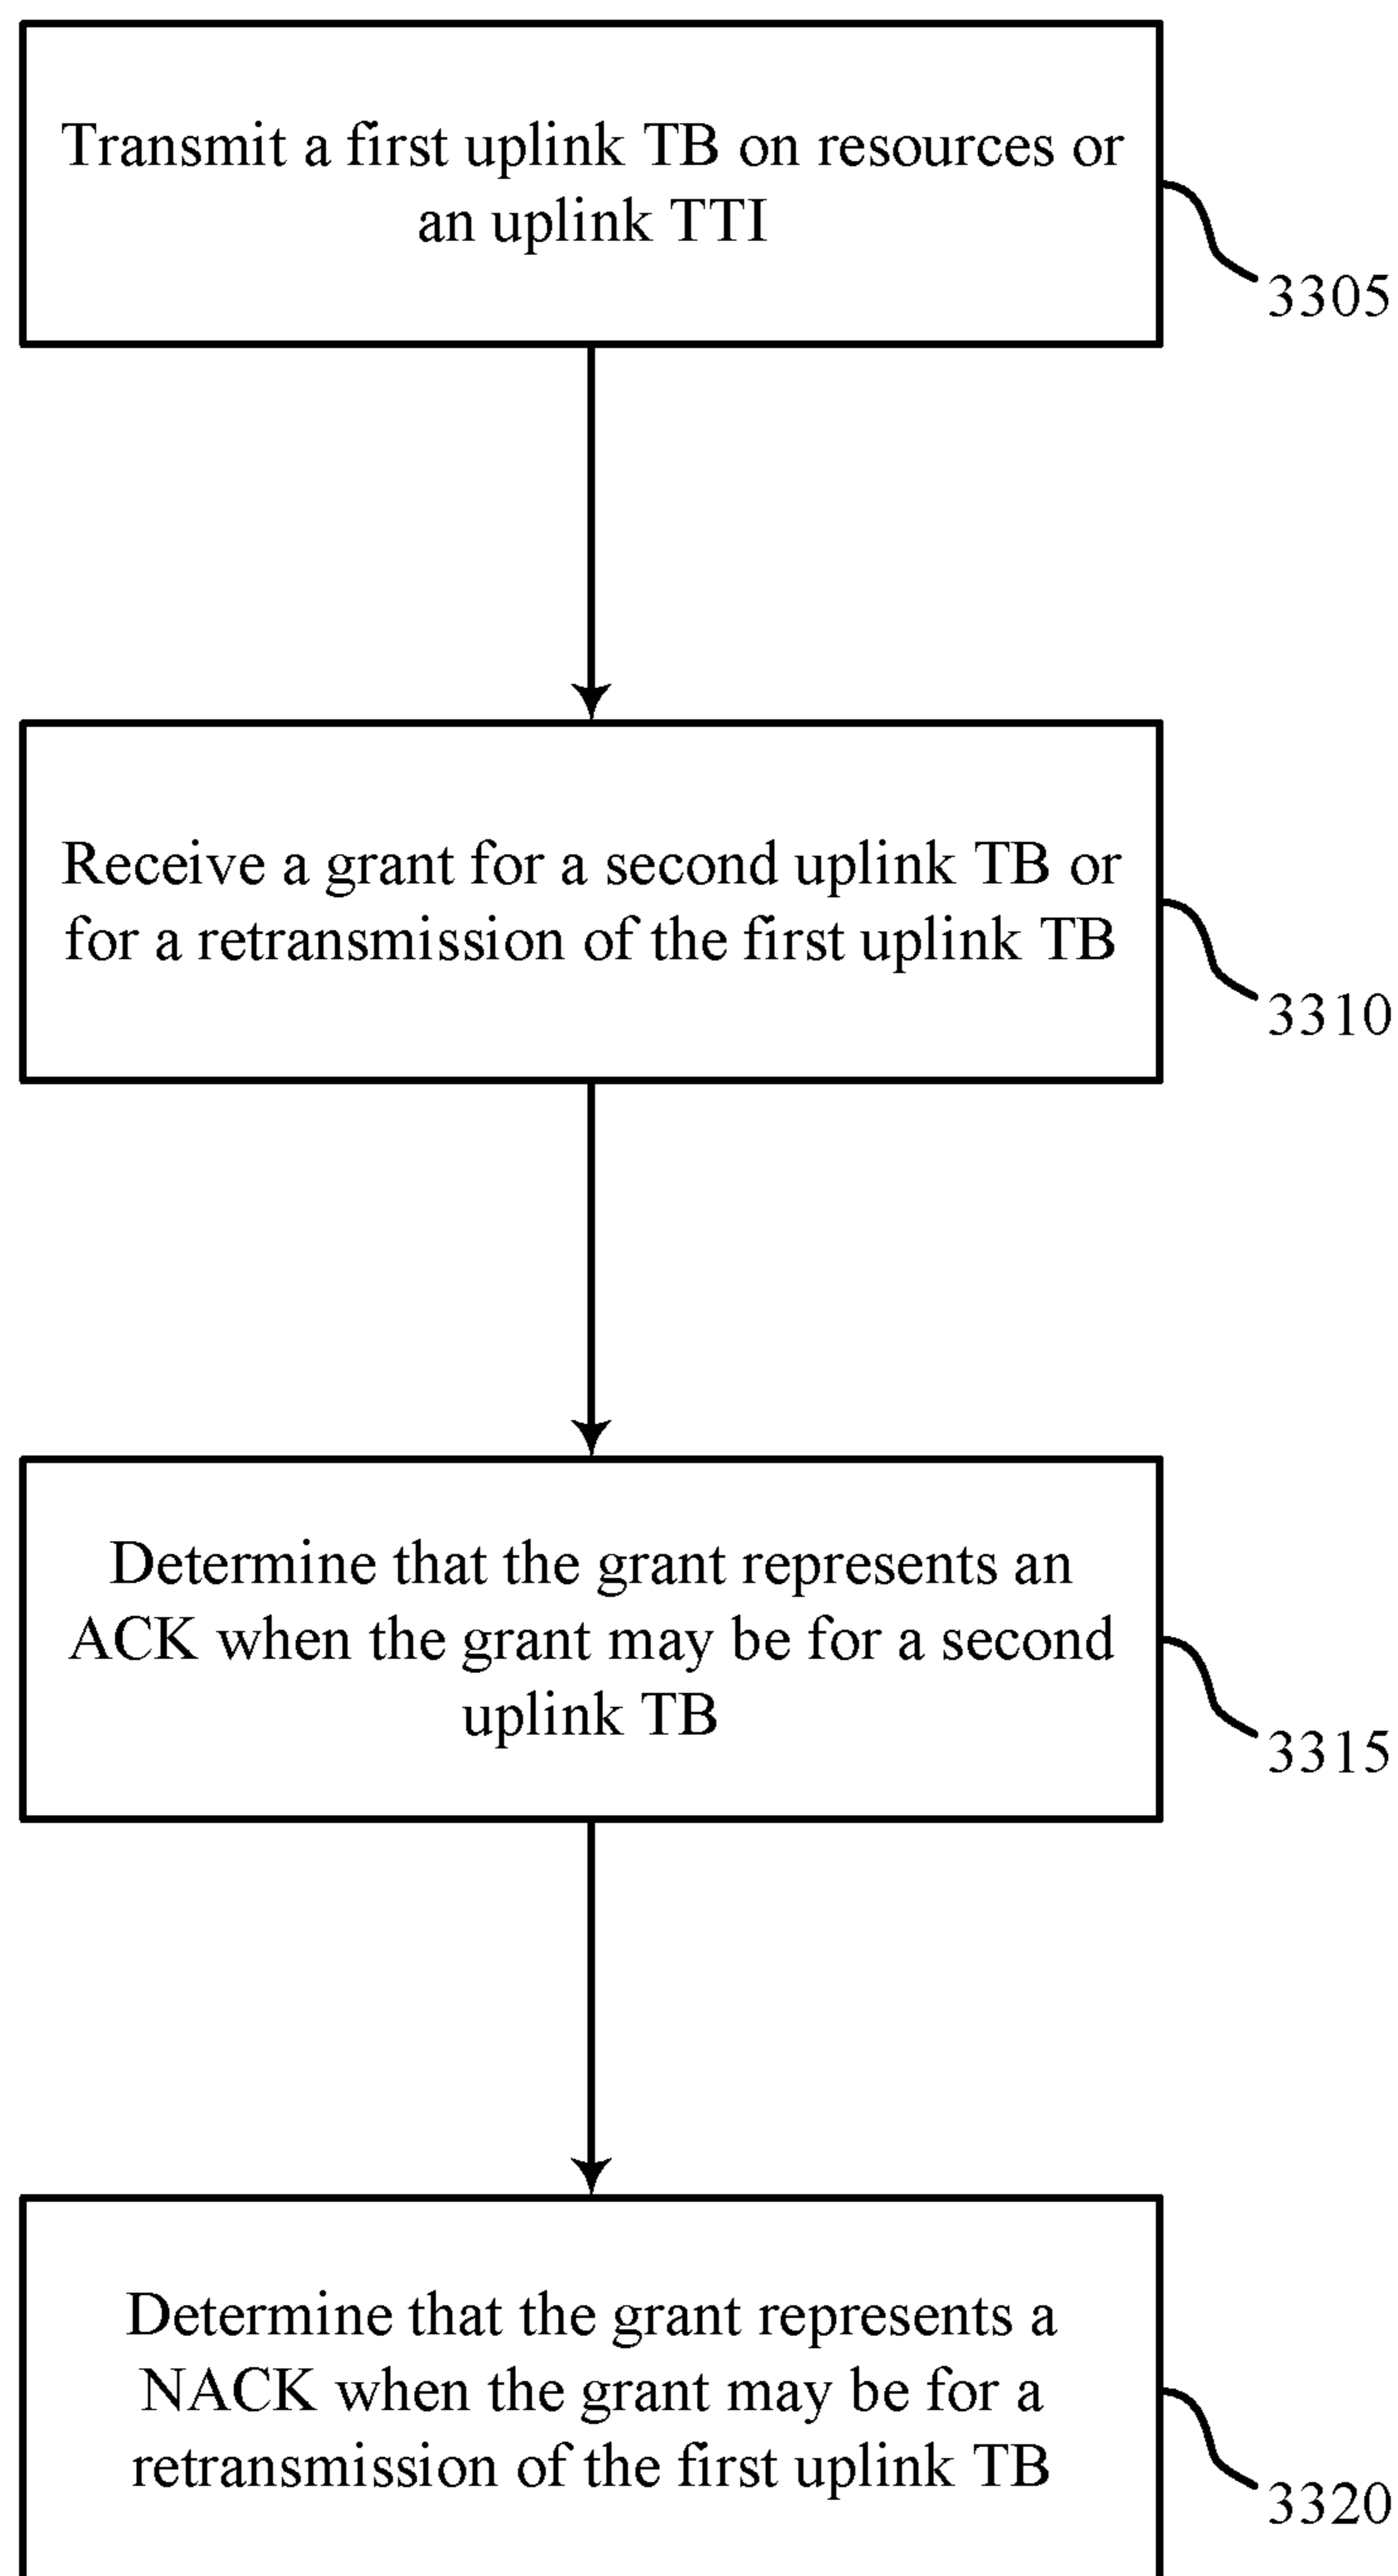 Transmit a first uplink TB on resources or
an uplink TTI
3305
Receive a grant for a second uplink TB or
for a retransmission of the first uplink TB
3310
Determine that the grant represents an
ACK when the grant may be for a second
uplink TB
3315
Determine that the grant represents a
NACK when the grant may be for a
retransmission of the first uplink TB
3320